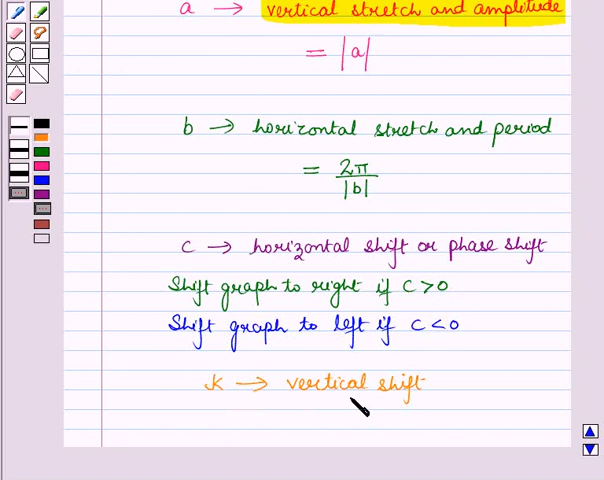 a → vertical stretch and amplitude
= |a|
b → horizontal stretch and period
= 2π / |b|
c → horizontal shift or phase shift
Shift graph to right if c > 0
Shift graph to left if c < 0
k → vertical shift